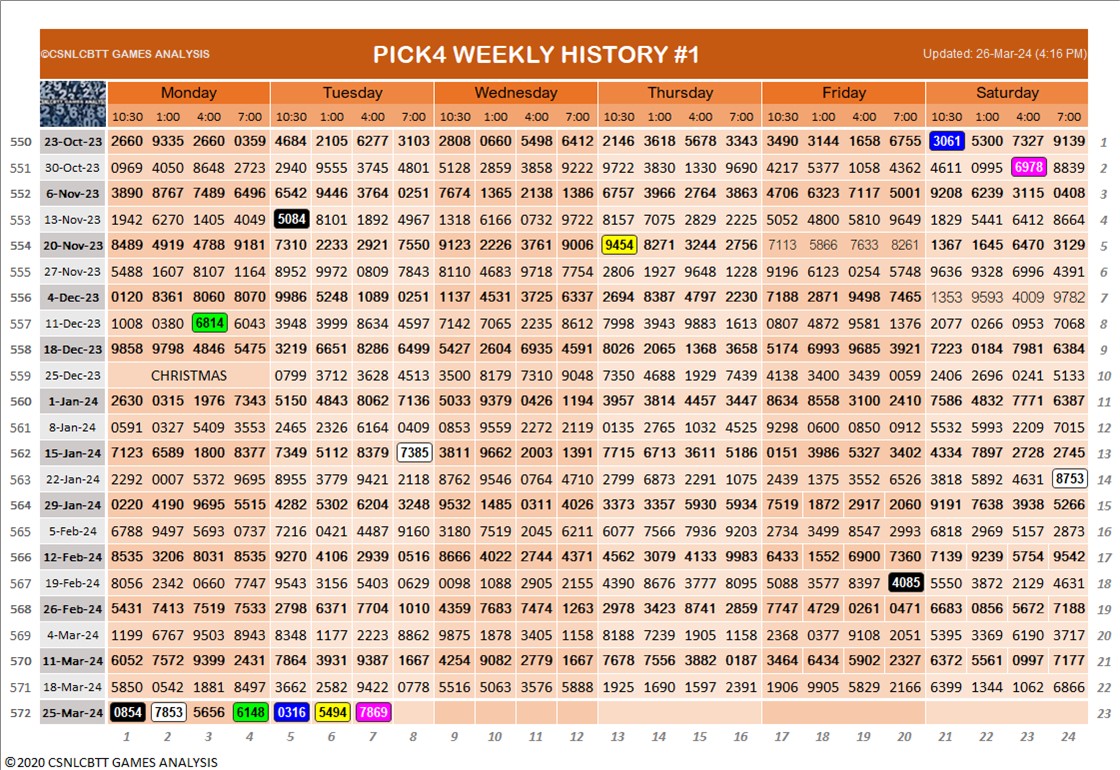 ©CSNLCBTT GAMES ANALYSIS PICK4 WEEKLY HISTORY #1 Updated: 26-Mar-24 (4:16 PM)
Monday Tuesday Wednesday Thursday Friday Saturday
10:30 1:00 4:00 7:00 10:30 1:00 4:00 7:00 10:30 1:00 4:00 7:00 10:30 1:00 4:00 7:00 10:30 1:00 4:00 7:00 10:30 1:00 4:00 7:00
550 23-Oct-23 2660 9335 2660 0359 4684 2105 6277 3103 2808 0660 5498 6412 2146 3618 5678 3343 3490 3144 1658 6755 3061 5300 7327 9139 1
551 30-Oct-23 0969 4050 8648 8723 2940 9555 3745 4801 5128 2859 3858 9222 9722 3830 1330 9696 4217 5377 1058 4362 4611 0995 6978 8839 2
552 6-Nov-23 3890 8767 7489 6496 6542 9446 3764 0251 7674 1365 2138 1386 6757 3966 2764 3863 4706 6323 7117 5001 9208 6239 3115 0408 3
553 13-Nov-23 1942 6270 1405 4049 5084 8101 1892 4967 1318 6166 0732 9722 8157 7075 2829 2225 5052 4800 5810 9649 1829 5441 6412 8664 4
554 20-Nov-23 8489 4919 4788 9181 7310 2233 2921 7550 9123 2226 3761 9006 9454 8271 3244 2756 7113 5866 7633 8261 1367 1645 6470 3129 5
555 27-Nov-23 5488 1607 8107 1164 8952 9972 0809 7843 8110 4683 9718 7754 2806 1927 9648 1228 9196 6123 0254 5748 9636 9328 6996 4391 6
556 4-Dec-23 0120 8361 8060 8070 9986 5248 1089 0251 1137 4531 3725 6337 2694 8387 4797 2230 7188 2871 9498 7465 1353 9593 4009 9782 7
557 11-Dec-23 1008 0380 6814 6043 3948 3999 8634 4597 7142 7065 2235 8612 7998 3943 9883 1613 0807 4872 9581 1376 2077 0266 0953 7068 8
558 18-Dec-23 9858 9798 4846 5475 3219 6651 8286 6499 5427 2604 6935 4591 8026 2065 1368 3658 5174 6993 9685 3921 7223 0184 7981 6384 9
559 25-Dec-23 CHRISTMAS 0799 3712 3628 4513 3500 8179 7310 9048 7350 4688 1929 7439 4138 3400 3439 0059 2406 2696 0241 5133 10
560 1-Jan-24 2630 0315 1976 7343 5150 4843 8062 7136 5033 9379 0426 1194 3957 3814 4457 3447 8634 8558 3100 2410 7586 4832 7771 6387 11
561 8-Jan-24 0591 0327 5409 3553 2465 2326 6164 0409 0853 9559 2272 2119 0135 2765 1032 4525 9298 0600 0850 0912 5532 5993 2209 7015 12
562 15-Jan-24 7123 6589 1800 8377 7349 5112 8379 7385 3811 9662 2003 1391 7715 6713 3611 5186 0151 3986 5327 3402 4334 7897 2728 2745 13
563 22-Jan-24 2292 0007 5372 9695 8955 3779 9421 2118 8762 9546 0764 4710 2799 6873 2291 1075 2439 1375 3552 6526 3818 5892 4631 8753 14
564 29-Jan-24 0220 4190 9695 5515 4282 5302 6204 3248 9532 1485 0311 4026 3373 3357 5930 5934 7519 1872 2917 2060 9191 7638 3938 5266 15
565 5-Feb-24 6788 9497 5693 0737 7216 0421 4487 9160 3180 7519 2045 6211 6077 7566 7936 9203 2734 3499 8547 2993 6818 2969 5157 2873 16
566 12-Feb-24 8535 3206 8031 8535 9270 4106 2939 0516 8666 4022 2744 4371 4562 3079 4133 9983 6433 1552 6900 7360 7139 9239 5754 9542 17
567 19-Feb-24 8056 2342 0660 7747 9543 3156 5403 0629 0098 1088 2905 2155 4390 8676 3777 8095 5088 3577 8397 4085 5550 3872 2129 4631 18
568 26-Feb-24 5431 7413 7519 7533 2798 6371 7704 1010 4359 7683 7474 1263 2978 3423 8741 2859 7747 4729 0261 0471 6683 0856 5672 7188 19
569 4-Mar-24 1199 6767 9503 8943 8348 1177 2223 8862 9875 1878 3405 1158 8188 7239 1905 1158 2368 0377 9108 2051 5395 3369 6190 3717 20
570 11-Mar-24 6052 7572 9399 2431 7864 3931 9387 1667 4254 9082 2779 1667 7678 7556 3882 0187 3464 6434 5902 2327 6372 5561 0997 7177 21
571 18-Mar-24 5850 0542 1881 8497 3662 2582 9422 0778 5516 5063 3576 5888 1925 1690 1597 2391 1906 9905 5829 2166 6399 1344 1062 6866 22
572 25-Mar-24 0854 7853 5656 6148 0316 5494 7869 23
1 2 3 4 5 6 7 8 9 10 11 12 13 14 15 16 17 18 19 20 21 22 23 24
©2020 CSNLCBTT GAMES ANALYSIS